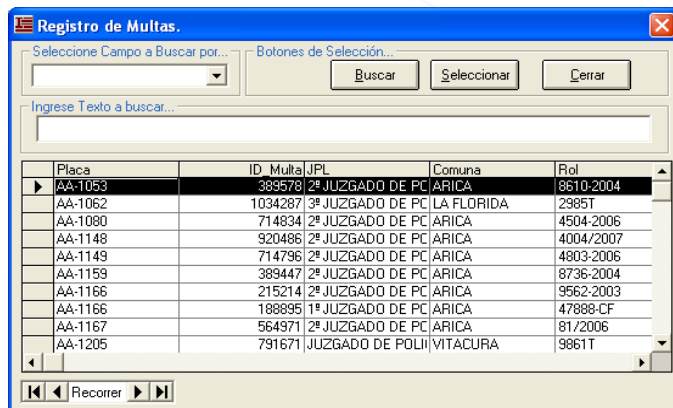 Registro de Multas.
Seleccione Campo a Buscar por... Botones de Selección...
Buscar Seleccionar Cerrar
Ingrese Texto a buscar...
Placa ID_Multa JPL Comuna Rol
AA-1053 389578 2º JUZGADO DE PC ARICA 8610-2004
AA-1062 1034287 3º JUZGADO DE PC LA FLORIDA 2985T
AA-1080 714834 2º JUZGADO DE PC ARICA 4504-2006
AA-1148 920486 2º JUZGADO DE PC ARICA 4004/2007
AA-1149 714796 2º JUZGADO DE PC ARICA 4803-2006
AA-1159 389447 2º JUZGADO DE PC ARICA 8736-2004
AA-1166 215214 2º JUZGADO DE PC ARICA 9562-2003
AA-1166 188895 1º JUZGADO DE PC ARICA 47888-CF
AA-1167 564971 2º JUZGADO DE PC ARICA 81/2006
AA-1205 791671 JUZGADO DE POLI VITACURA 9861T
Recorrer